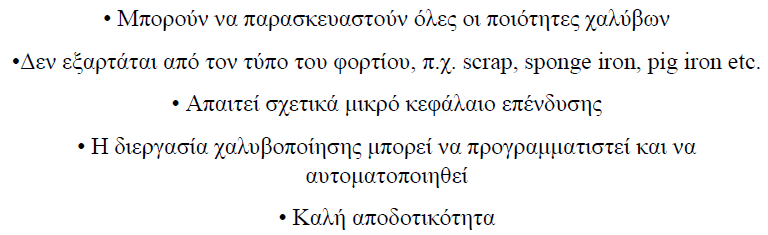 • Μπορούν να παρασκευαστούν όλες οι ποιότητες χαλύβων
•Δεν εξαρτάται από τον τύπο του φορτίου, π.χ. scrap, sponge iron, pig iron etc.
• Απαιτεί σχετικά μικρό κεφάλαιο επένδυσης
• Η διεργασία χαλυβοποίησης μπορεί να προγραμματιστεί και να
αυτοματοποιηθεί
• Καλή αποδοτικότητα